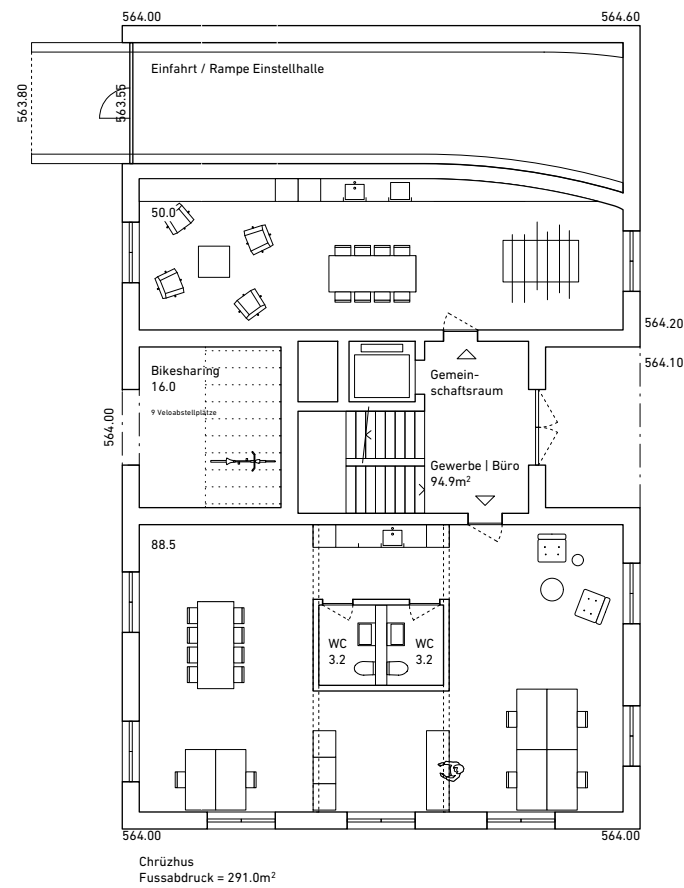 564.00
564.60
563.80
563.55
Einfahrt / Rampe Einstellhalle
50.0
564.20
564.10
Bikesharing
16.0
9 Veloabstellplätze
564.00
Gemein-
schaftsraum
Gewerbe | Büro
94.9m²
88.5
WC
3.2
WC
3.2
564.00
564.00
Chrüzhus
Fussabdruck = 291.0m²